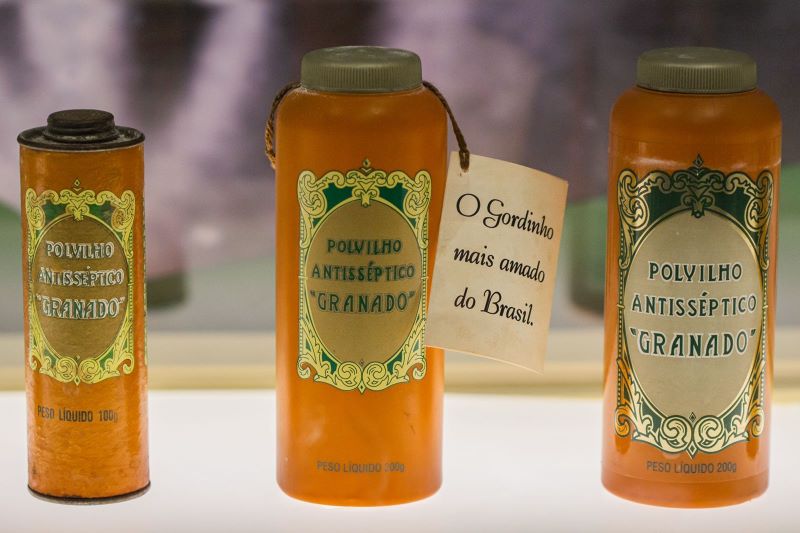 POLVILHO
ANTISSÉPTICO
"GRANADO"
PESO LÍQUIDO 100g
POLVILHO
ANTISSÉPTICO
"GRANADO"
PESO LÍQUIDO 200g
O Gordinho
mais amado
do Brasil.
POLVILHO
ANTISSÉPTICO
"GRANADO"
PESO LÍQUIDO 200g